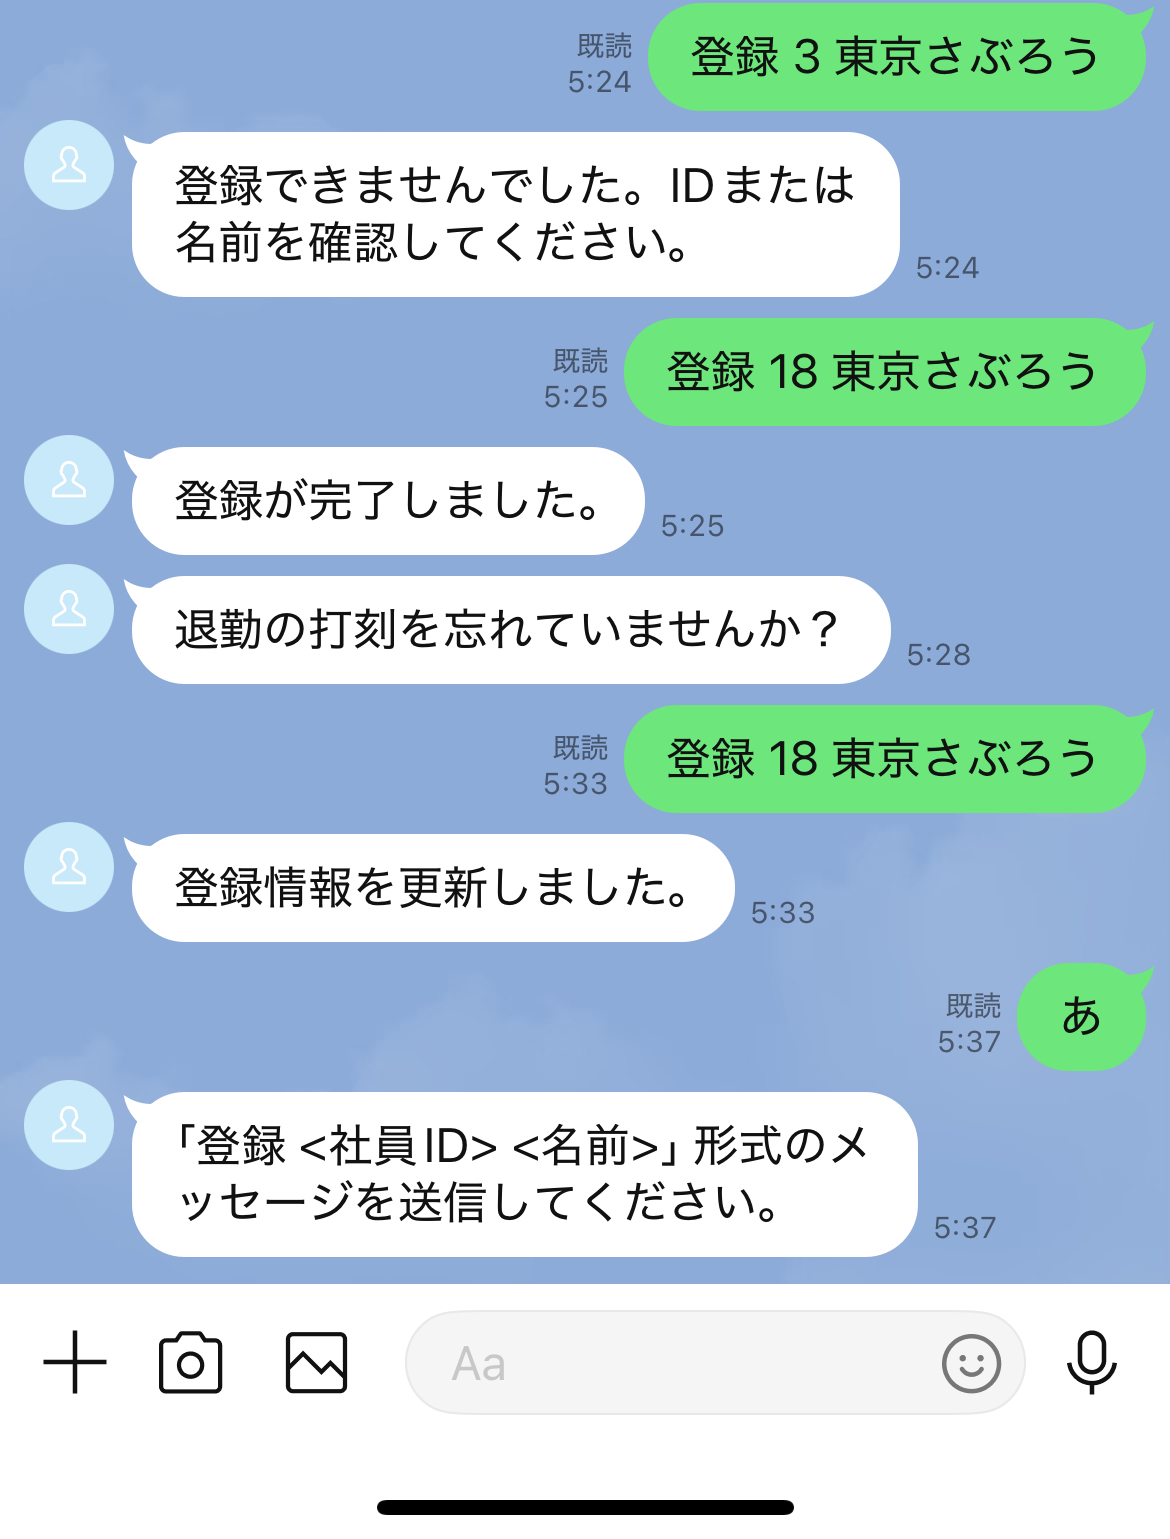 登録 3 東京さぶろう
既読
5:24
登録できませんでした。IDまたは
名前を確認してください。
5:24
登録 18 東京さぶろう
既読
5:25
登録が完了しました。
5:25
退勤の打刻を忘れていませんか？
5:28
登録 18 東京さぶろう
既読
5:33
登録情報を更新しました。
5:33
あ
既読
5:37
「登録 <社員ID> <名前>」形式のメ
ッセージを送信してください。
5:37
Aa